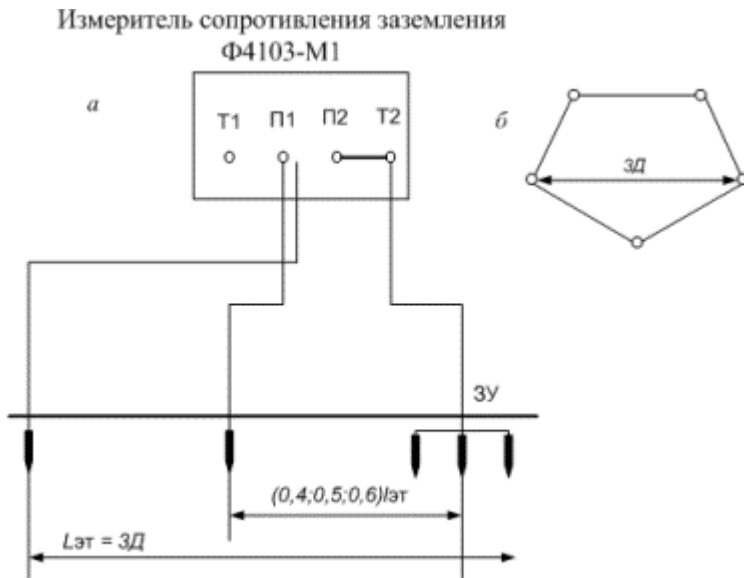 Измеритель сопротивления заземления
Ф4103-М1
а
Т1 П1 П2 Т2
б
3Д
ЗУ
(0,4;0,5;0,6)lэт
Lэт = 3Д